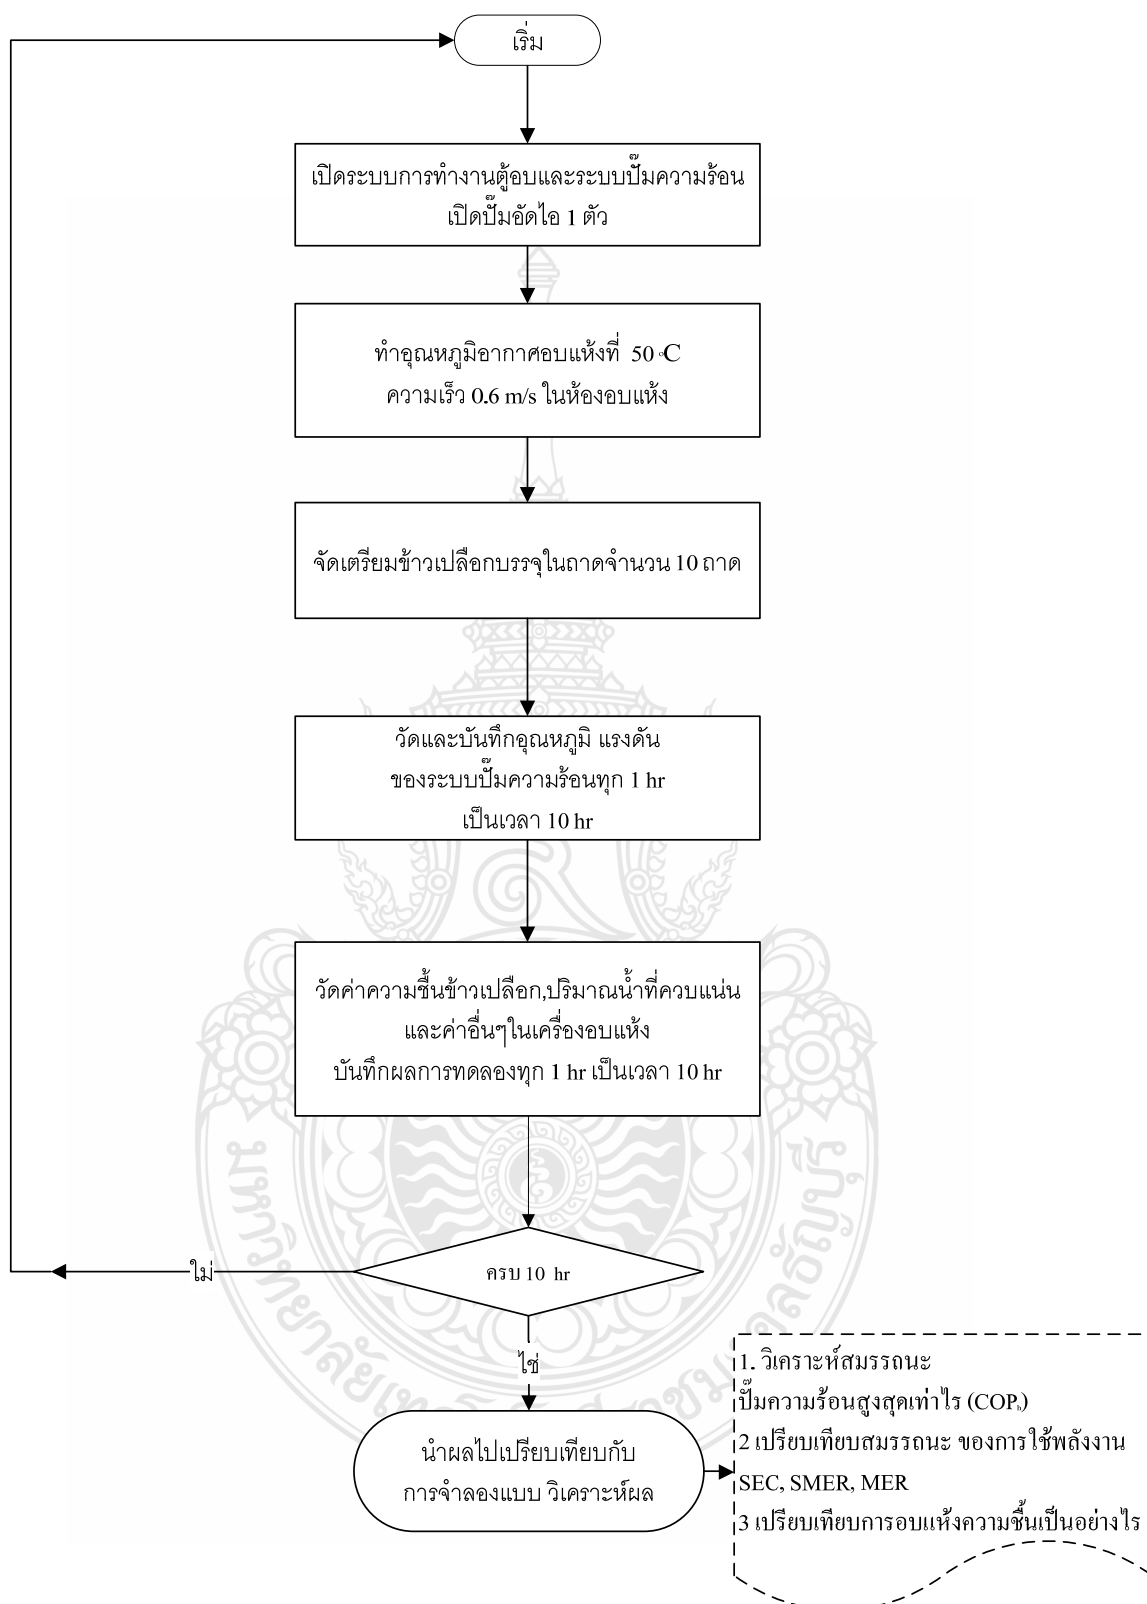 เริ่ม
เปิดระบบการทำงานตู้อบและระบบปั๊มความร้อน
เปิดปั๊มอัดไอ 1 ตัว
ทำอุณหภูมิอากาศอบแห้งที่ 50 °C
ความเร็ว 0.6 m/s ในห้องอบแห้ง
จัดเตรียมข้าวเปลือกบรรจุในถาดจำนวน 10 ถาด
วัดและบันทึกอุณหภูมิ แรงดัน
ของระบบปั๊มความร้อนทุก 1 hr
เป็นเวลา 10 hr
วัดค่าความชื้นข้าวเปลือก,ปริมาณน้ำที่ควบแน่น
และค่าอื่นๆในเครื่องอบแห้ง
บันทึกผลการทดลองทุก 1 hr เป็นเวลา 10 hr
ครบ 10 hr
ใม่
ไช่
นำผลไปเปรียบเทียบกับ
การจำลองแบบ วิเคราะห์ผล
1. วิเคราะห์สมรรถนะ
ปั๊มความร้อนสูงสุดเท่าไร (COPₕ)
2 เปรียบเทียบสมรรถนะ ของการใช้พลังงาน
SEC, SMER, MER
3 เปรียบเทียบการอบแห้งความชื้นเป็นอย่างไร